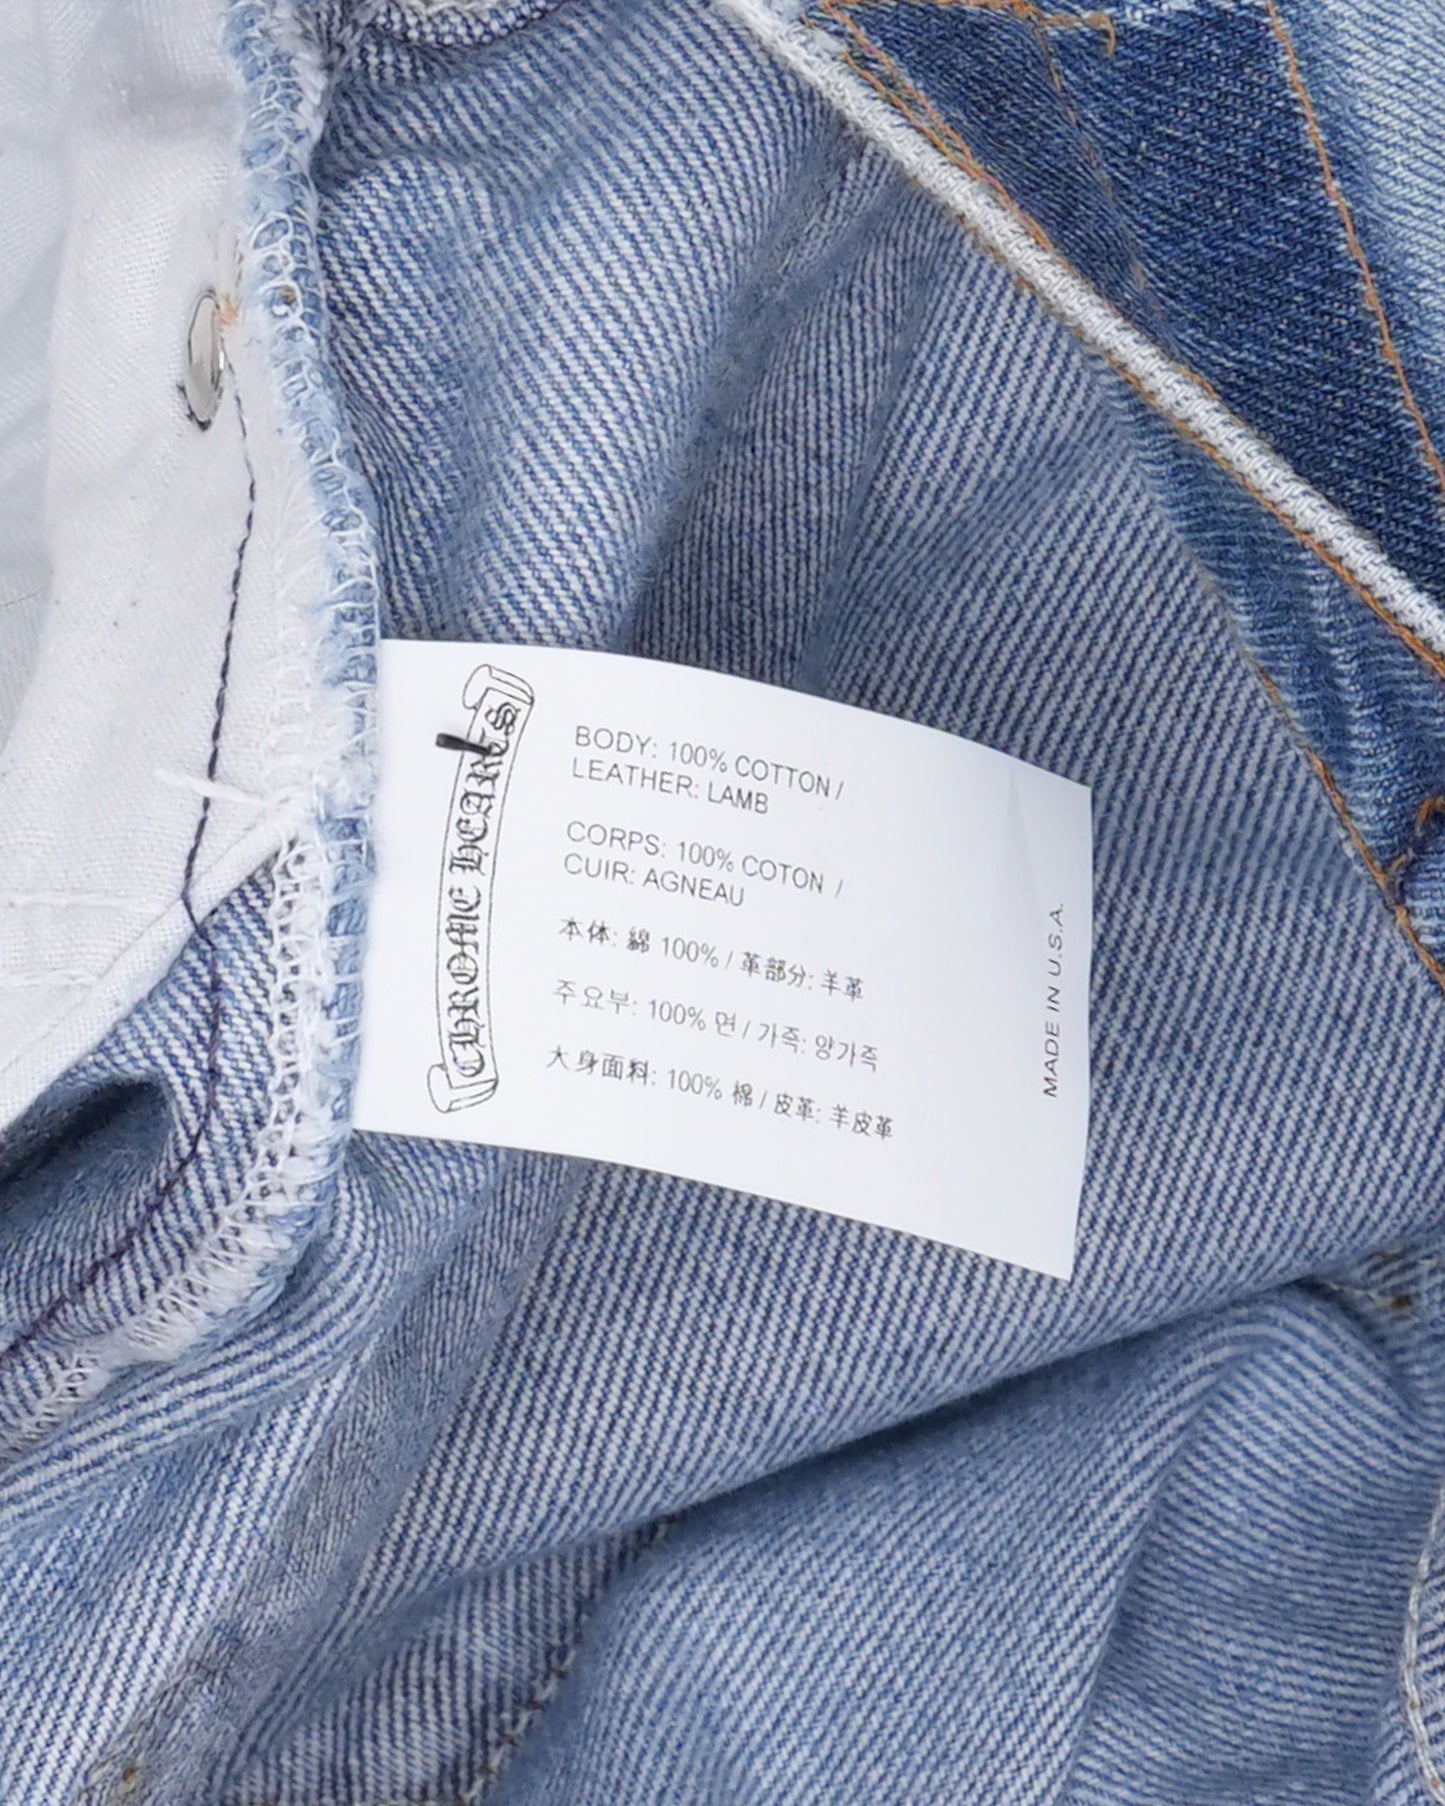 CHROME HEARTS
BODY: 100% COTTON /
LEATHER: LAMB
CORPS: 100% COTON /
CUIR: AGNEAU
本体: 綿 100% / 革部分: 羊革
주요부: 100% 면 / 가죽: 양가죽
大身面料: 100% 棉 / 皮革: 羊皮革
MADE IN U.S.A.